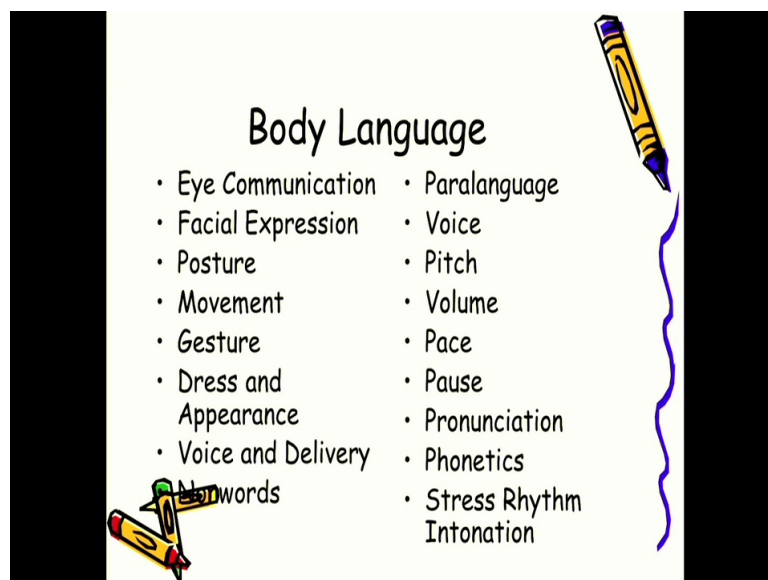 Body Language
• Eye Communication
• Facial Expression
• Posture
• Movement
• Gesture
• Dress and
Appearance
• Voice and Delivery
• Nonwords
• Paralanguage
• Voice
• Pitch
• Volume
• Pace
• Pause
• Pronunciation
• Phonetics
• Stress Rhythm
Intonation